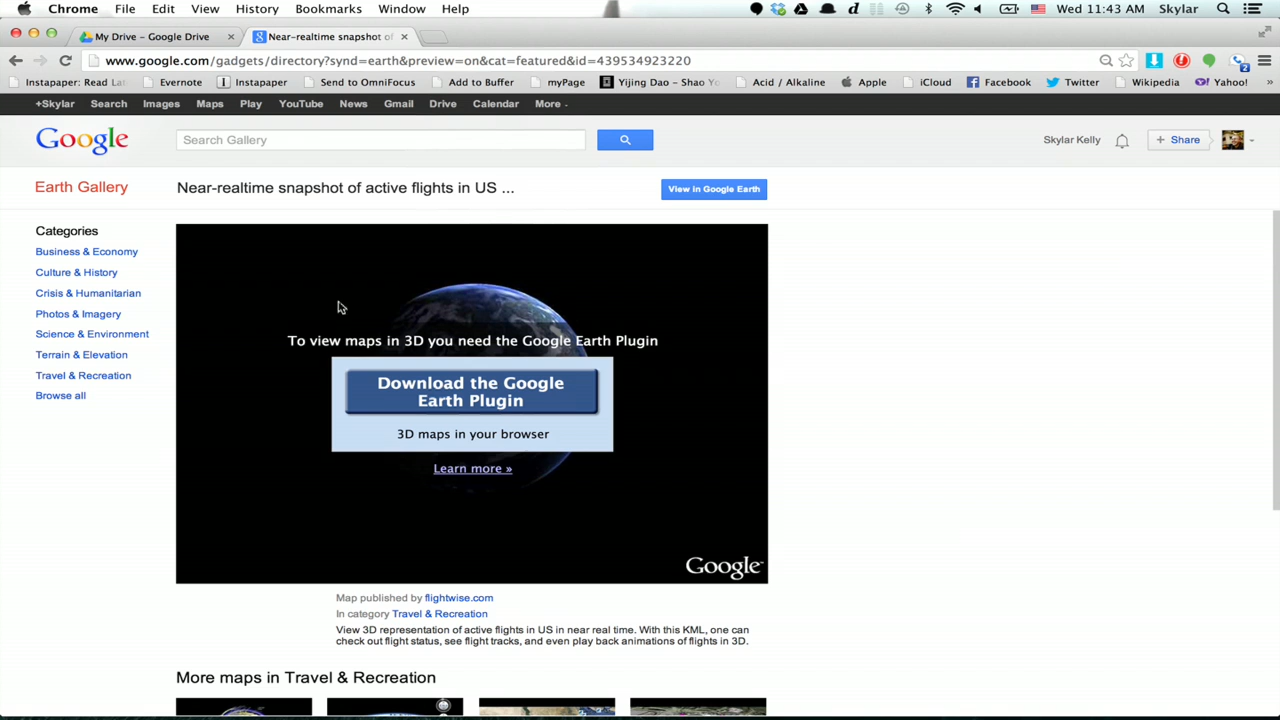 Chrome File Edit View History Bookmarks Window Help
Wed 11:43 AM Skylar
My Drive - Google Drive
Near-realtime snapshot of
www.google.com/gadgets/directory?synd=earth&preview=on&cat=featured&id=439534923220
Instapaper: Read Evernote Instapaper Send to OmniFocus Add to Buffer myPage Yijing Dao - Shao Acid / Alkaline Apple iCloud Facebook Twitter Wikipedia Yahoo!
+Skylar Search Images Maps Play YouTube News Gmail Drive Calendar More
Google
Search Gallery
Skylar Kelly
+ Share
Earth Gallery
Near-realtime snapshot of active flights in US ...
View in Google Earth
Categories
Business & Economy
Culture & History
Crisis & Humanitarian
Photos & Imagery
Science & Environment
Terrain & Elevation
Travel & Recreation
Browse all
To view maps in 3D you need the Google Earth Plugin
Download the Google
Earth Plugin
3D maps in your browser
Learn more »
Google
Map published by flightwise.com
In category Travel & Recreation
View 3D representation of active flights in US in near real time. With this KML, one can
check out flight status, see flight tracks, and even play back animations of flights in 3D.
More maps in Travel & Recreation